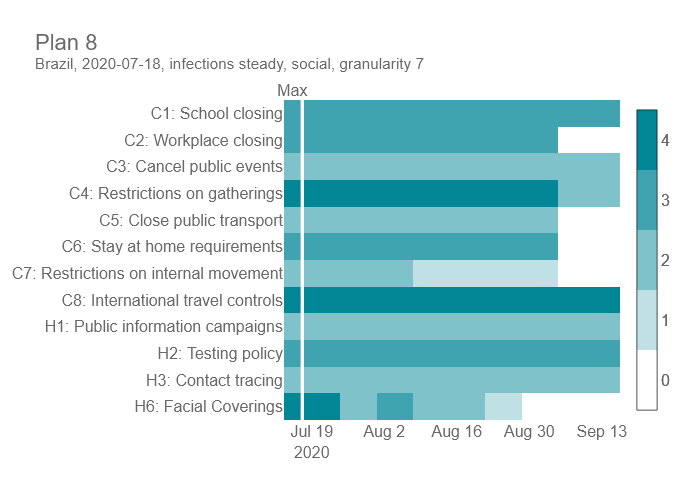 Plan 8
Brazil, 2020-07-18, infections steady, social, granularity 7
Max
C1: School closing
C2: Workplace closing
C3: Cancel public events
C4: Restrictions on gatherings
C5: Close public transport
C6: Stay at home requirements
C7: Restrictions on internal movement
C8: International travel controls
H1: Public information campaigns
H2: Testing policy
H3: Contact tracing
H6: Facial Coverings
Jul 19 Aug 2 Aug 16 Aug 30 Sep 13
2020
4
3
2
1
0